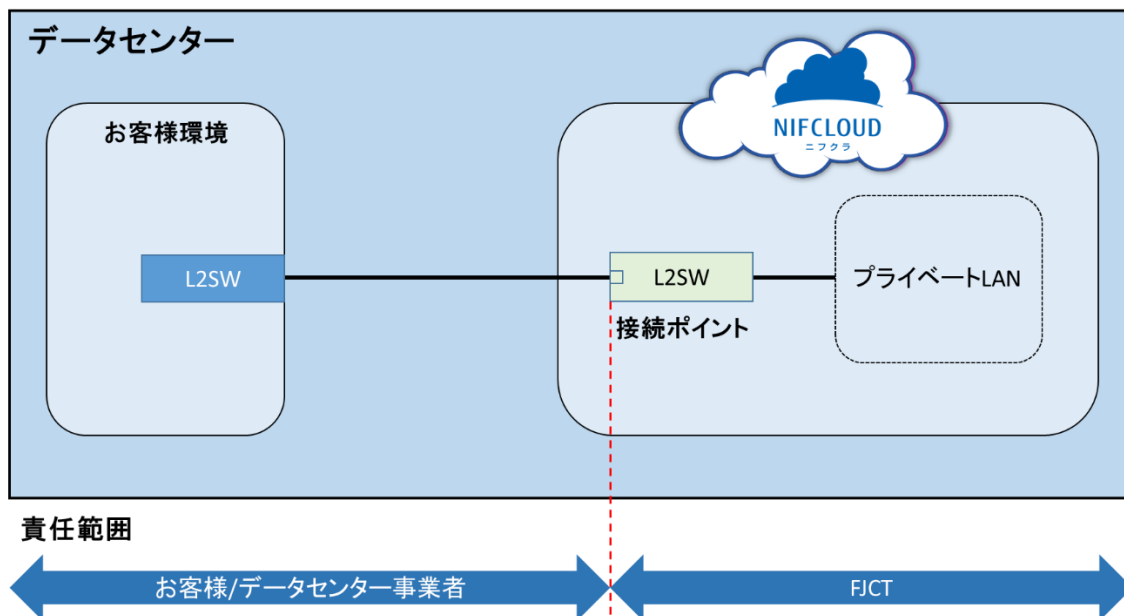 データセンター
お客様環境
NIFCLOUD
ニフクラ
L2SW
L2SW
プライベートLAN
接続ポイント
責任範囲
お客様/データセンター事業者
FJCT